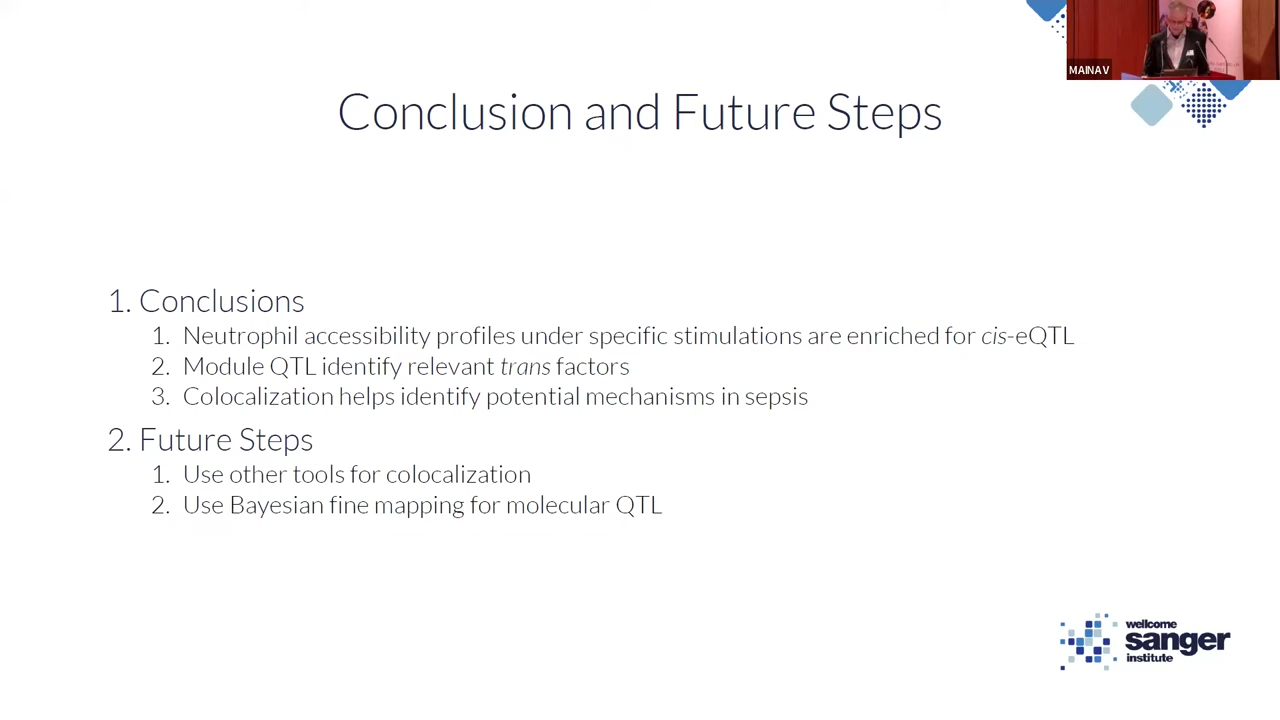 MAINA V
Conclusion and Future Steps
1. Conclusions
1. Neutrophil accessibility profiles under specific stimulations are enriched for cis-eQTL
2. Module QTL identify relevant trans factors
3. Colocalization helps identify potential mechanisms in sepsis
2. Future Steps
1. Use other tools for colocalization
2. Use Bayesian fine mapping for molecular QTL
wellcome
sanger
institute